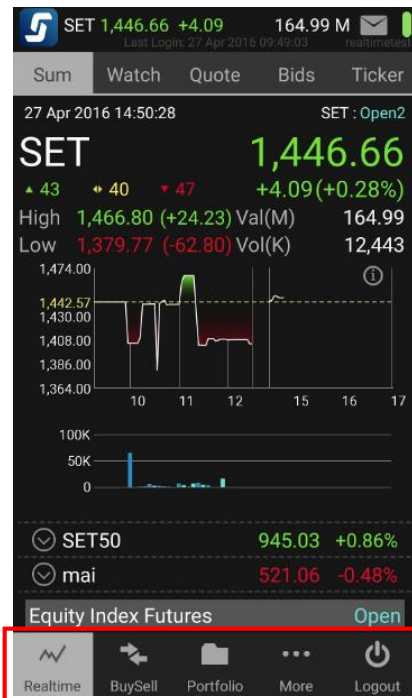 SET 1,446.66 +4.09 164.99 M
Last Login: 27 Apr 2016 09:49:03 realtimetest
Sum Watch Quote Bids Ticker
27 Apr 2016 14:50:28 SET : Open2
SET 1,446.66
43 40 47 +4.09 (+0.28%)
High 1,466.80 (+24.23) Val(M) 164.99
Low 1,379.77 (-62.80) Vol(K) 12,443
1,474.00
1,442.57
1,430.00
1,408.00
1,386.00
1,364.00
10 11 12 15 16 17
100K
50K
0
SET50 945.03 +0.86%
mai 521.06 -0.48%
Equity Index Futures Open
Realtime BuySell Portfolio More Logout